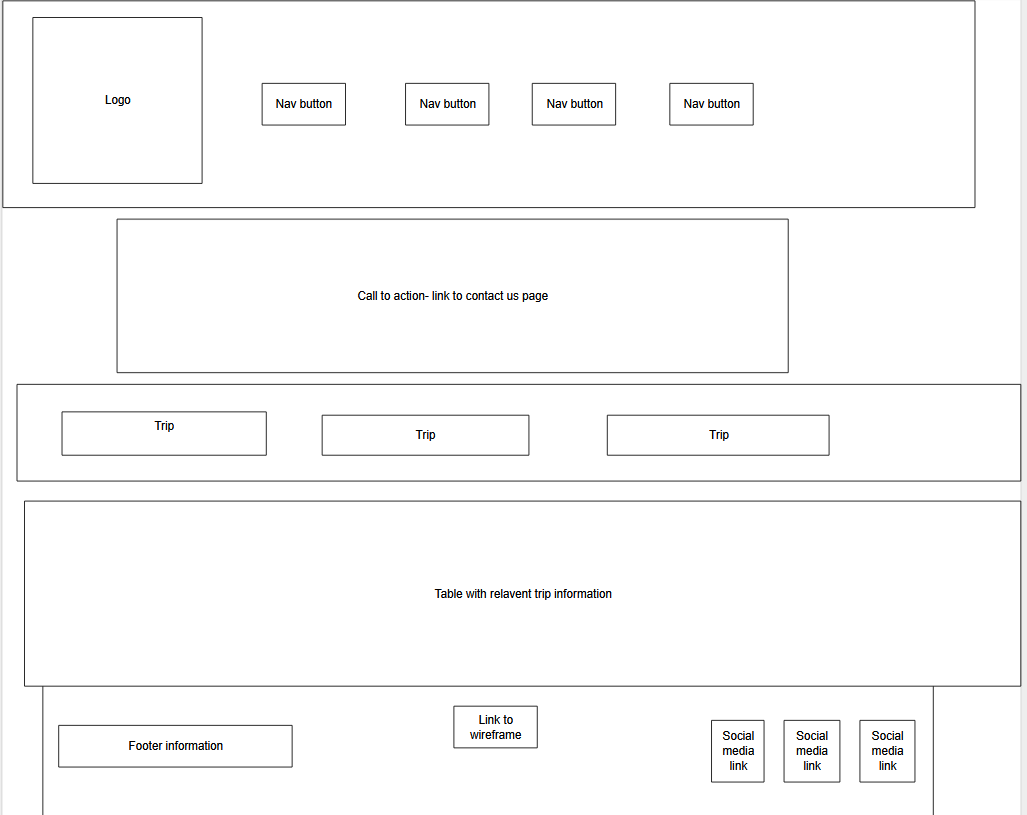 Logo
Nav button
Nav button
Nav button
Nav button
Call to action- link to contact us page
Trip
Trip
Trip
Table with relavent trip information
Footer information
Link to
wireframe
Social
media
link
Social
media
link
Social
media
link